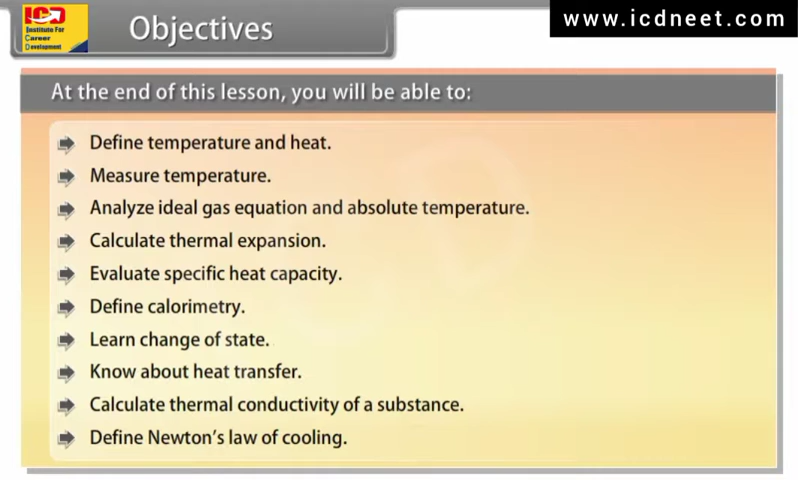 ICD
Institute For
Career
Development
Objectives
www.icdneet.com
At the end of this lesson, you will be able to:
Define temperature and heat.
Measure temperature.
Analyze ideal gas equation and absolute temperature.
Calculate thermal expansion.
Evaluate specific heat capacity.
Define calorimetry.
Learn change of state.
Know about heat transfer.
Calculate thermal conductivity of a substance.
Define Newton's law of cooling.